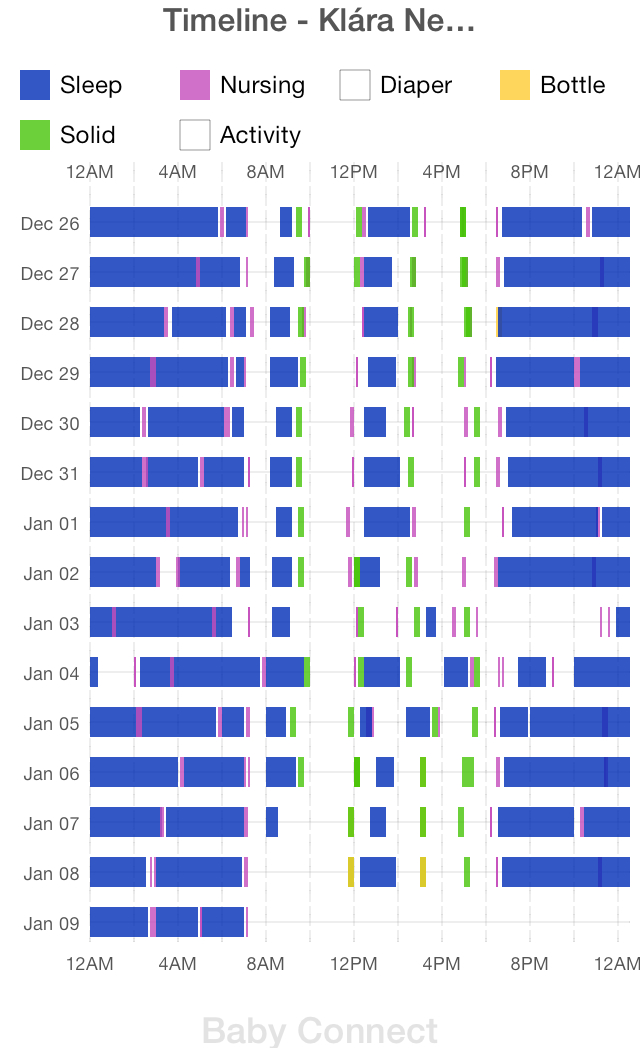 Timeline - Klára Ne...
Sleep Nursing Diaper Bottle
Solid Activity
12AM 4AM 8AM 12PM 4PM 8PM 12AM
Dec 26
Dec 27
Dec 28
Dec 29
Dec 30
Dec 31
Jan 01
Jan 02
Jan 03
Jan 04
Jan 05
Jan 06
Jan 07
Jan 08
Jan 09
12AM 4AM 8AM 12PM 4PM 8PM 12AM
Baby Connect